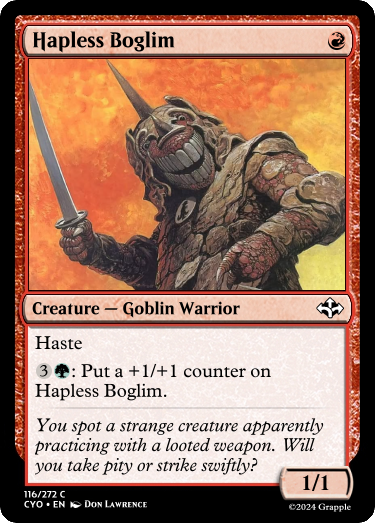 Hapless Boglim
Creature — Goblin Warrior
Haste
3 : Put a +1/+1 counter on
Hapless Boglim.
You spot a strange creature apparently
practicing with a looted weapon. Will
you take pity or strike swiftly?
1/1
116/272 C
CYO • EN Don Lawrence
©2024 Grapple